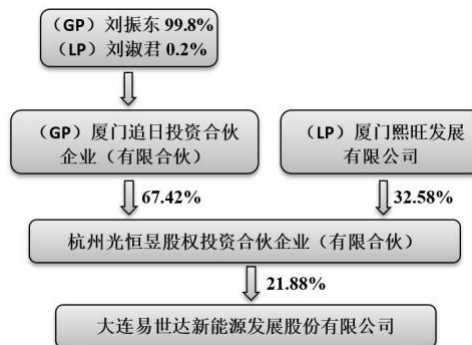 （GP）刘振东 99.8%
（LP）刘淑君 0.2%
（GP）厦门追日投资合伙
企业（有限合伙）
（LP）厦门熙旺发展
有限公司
67.42%
32.58%
杭州光恒昱股权投资合伙企业（有限合伙）
21.88%
大连易世达新能源发展股份有限公司